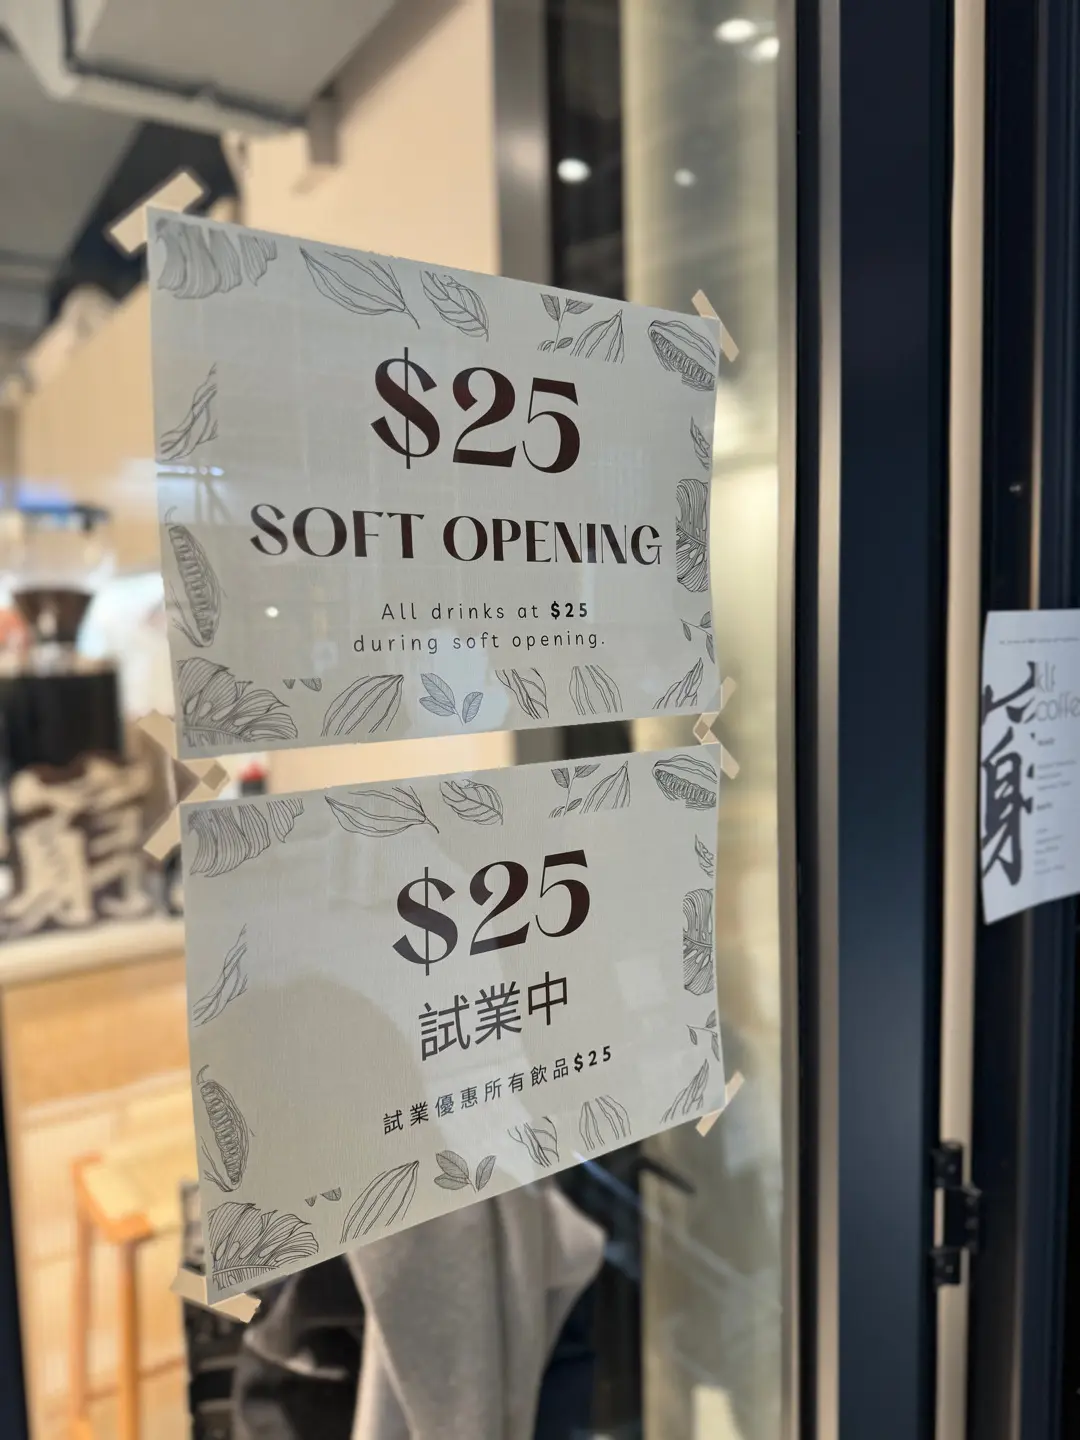 $25
SOFT OPENING
All drinks at $25
during soft opening.
$25
試業中
試業優惠所有飲品$25
身